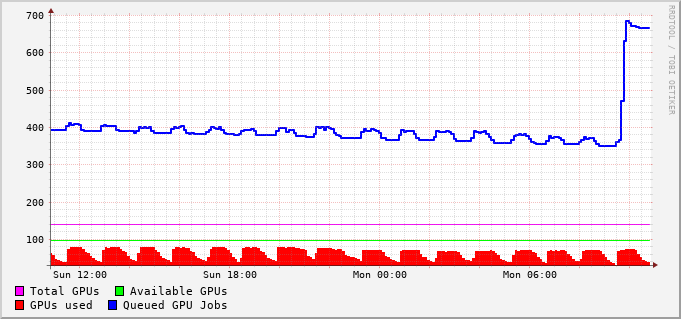 700
600
500
400
300
200
100
Sun 12:00 Sun 18:00 Mon 00:00 Mon 06:00
Total GPUs Available GPUs
GPUs used Queued GPU Jobs
RRDTOOL / TOBI OETIKER